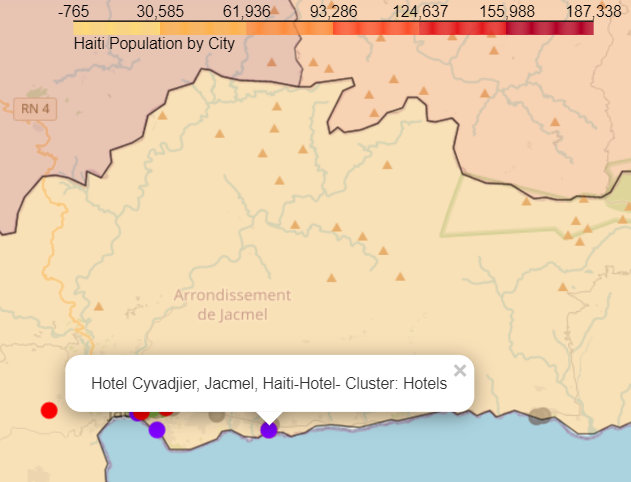 -765 30,585 61,936 93,286 124,637 155,988 187,338
Haiti Population by City
RN 4
Arrondissement
de Jacmel
Hotel Cyvadjier, Jacmel, Haiti-Hotel- Cluster: Hotels ×